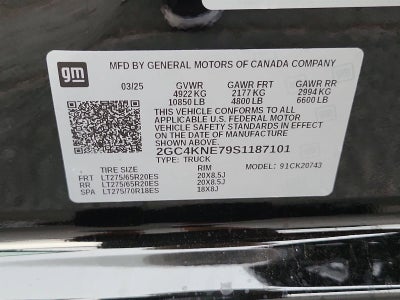 gm
MFD BY GENERAL MOTORS OF CANADA COMPANY
03/25 GVWR GAWR FRT GAWR RR
4922 KG 2177 KG 2994 KG
10850 LB 4800 LB 6600 LB
THIS VEHICLE CONFORMS TO ALL
APPLICABLE U.S. FEDERAL MOTOR
VEHICLE SAFETY STANDARDS IN EFFECT
ON THE DATE OF MANUFACTURE
SHOWN ABOVE.
2GC4KNE79S1187101
TYPE: TRUCK MODEL: 91CK20743
TIRE SIZE RIM
FRT LT275/65R20ES 20X8.5J
RR LT275/65R20ES 20X8.5J
SPA LT275/70R18ES 18X8J